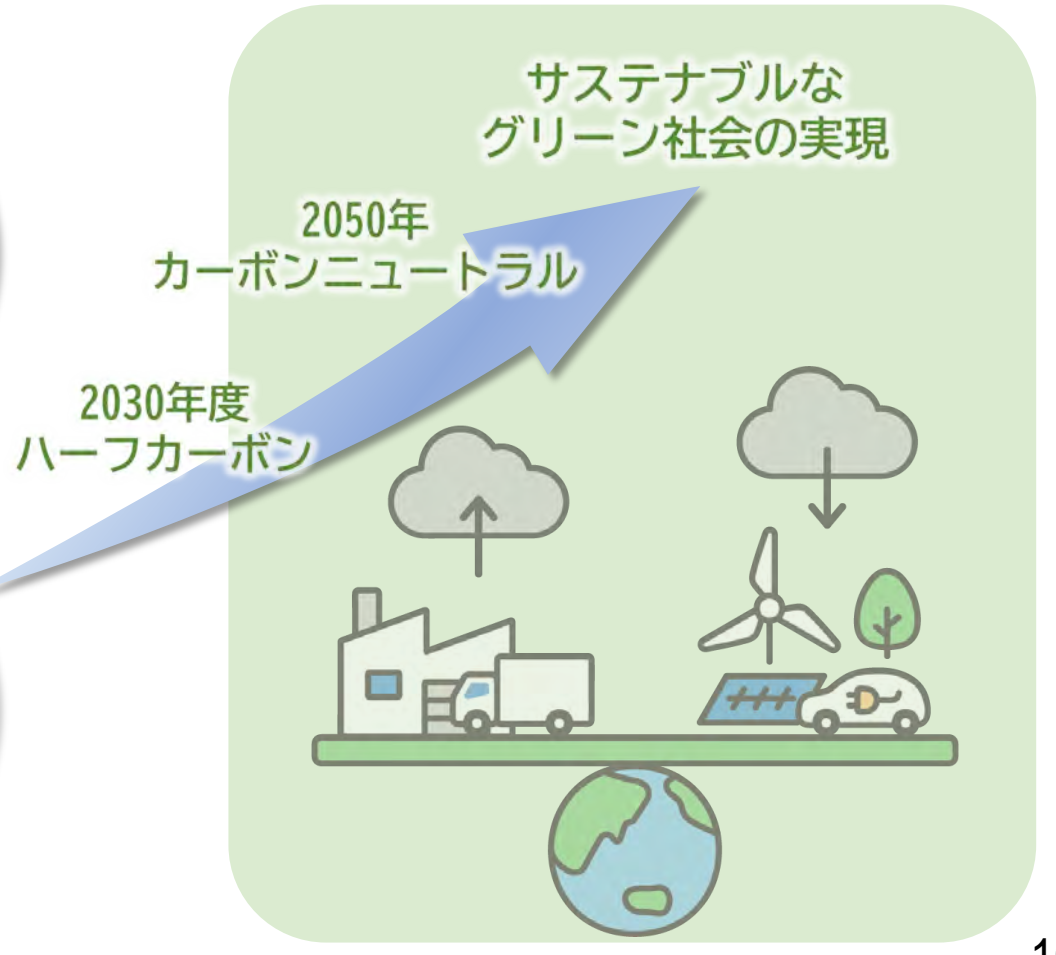 サステナブルな
グリーン社会の実現
2050年
カーボンニュートラル
2030年度
ハーフカーボン